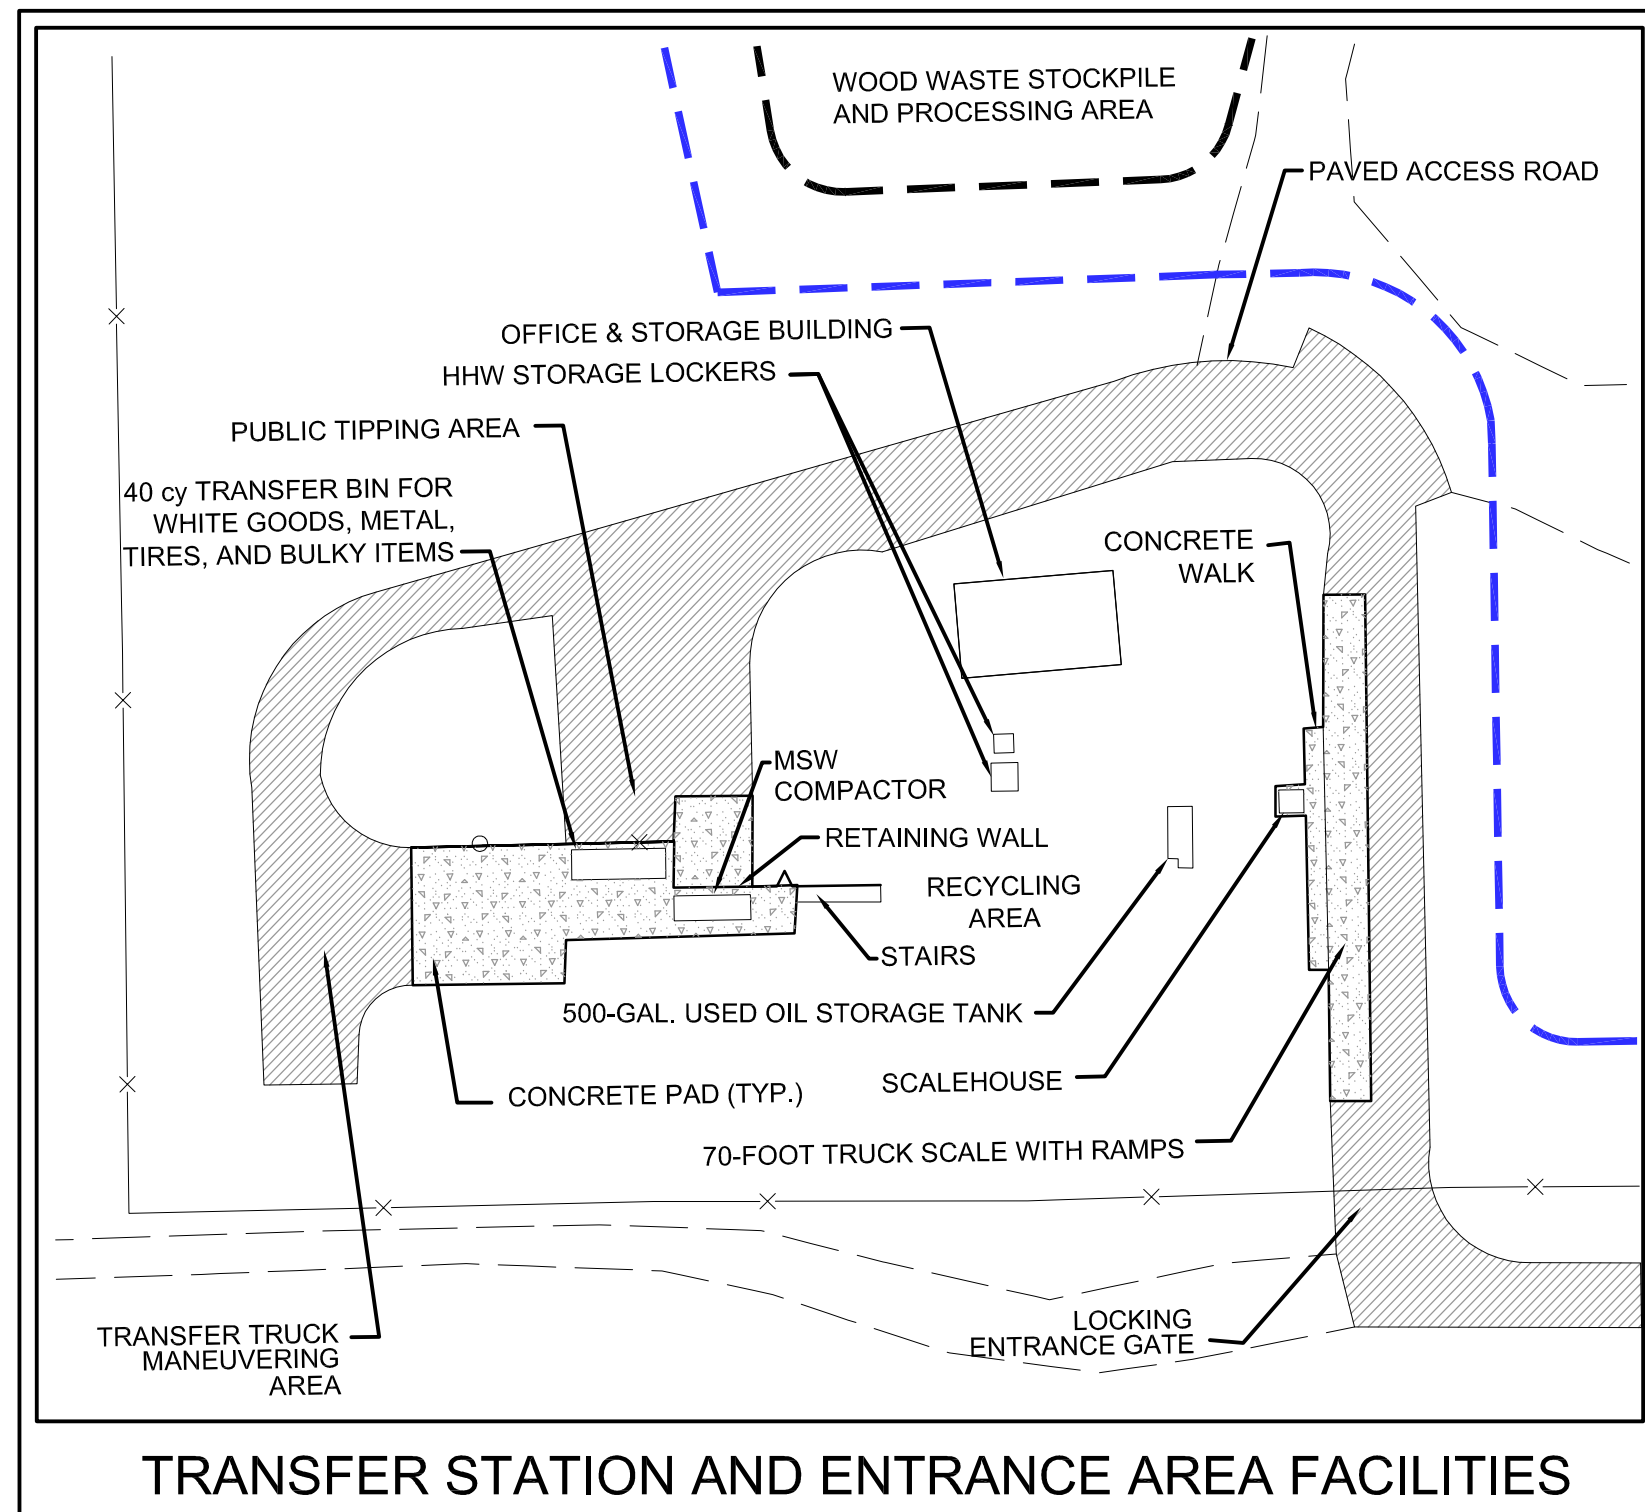 WOOD WASTE STOCKPILE
AND PROCESSING AREA
PAVED ACCESS ROAD
OFFICE & STORAGE BUILDING
HHW STORAGE LOCKERS
PUBLIC TIPPING AREA
40 cy TRANSFER BIN FOR
WHITE GOODS, METAL,
TIRES, AND BULKY ITEMS
CONCRETE
WALK
MSW
COMPACTOR
RETAINING WALL
RECYCLING
AREA
STAIRS
500-GAL. USED OIL STORAGE TANK
SCALEHOUSE
CONCRETE PAD (TYP.)
70-FOOT TRUCK SCALE WITH RAMPS
LOCKING
ENTRANCE GATE
TRANSFER TRUCK
MANEUVERING
AREA
TRANSFER STATION AND ENTRANCE AREA FACILITIES